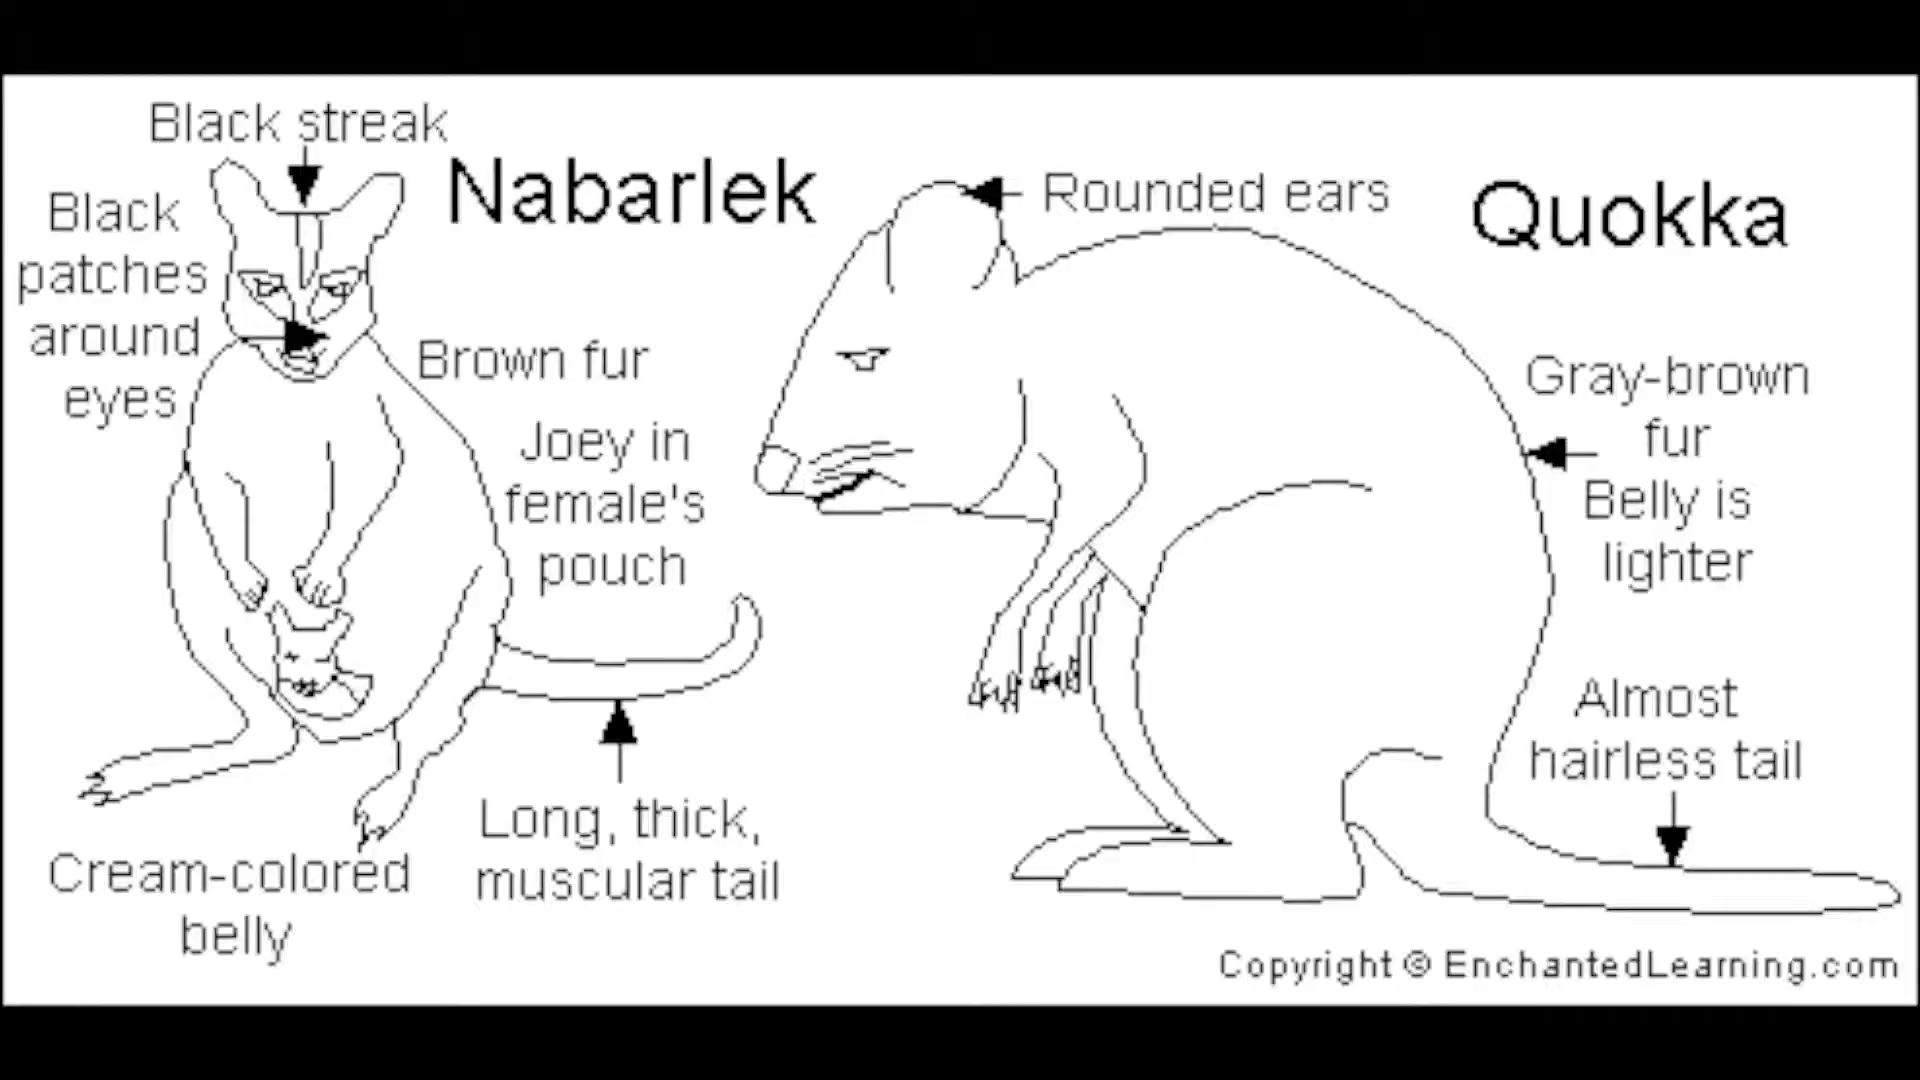 Black streak
Nabarlek
Black
patches
around
eyes
Brown fur
Joey in
female's
pouch
Long, thick,
muscular tail
Cream-colored
belly
Rounded ears
Quokka
Gray-brown
fur
Belly is
lighter
Almost
hairless tail
Copyright © EnchantedLearning.com